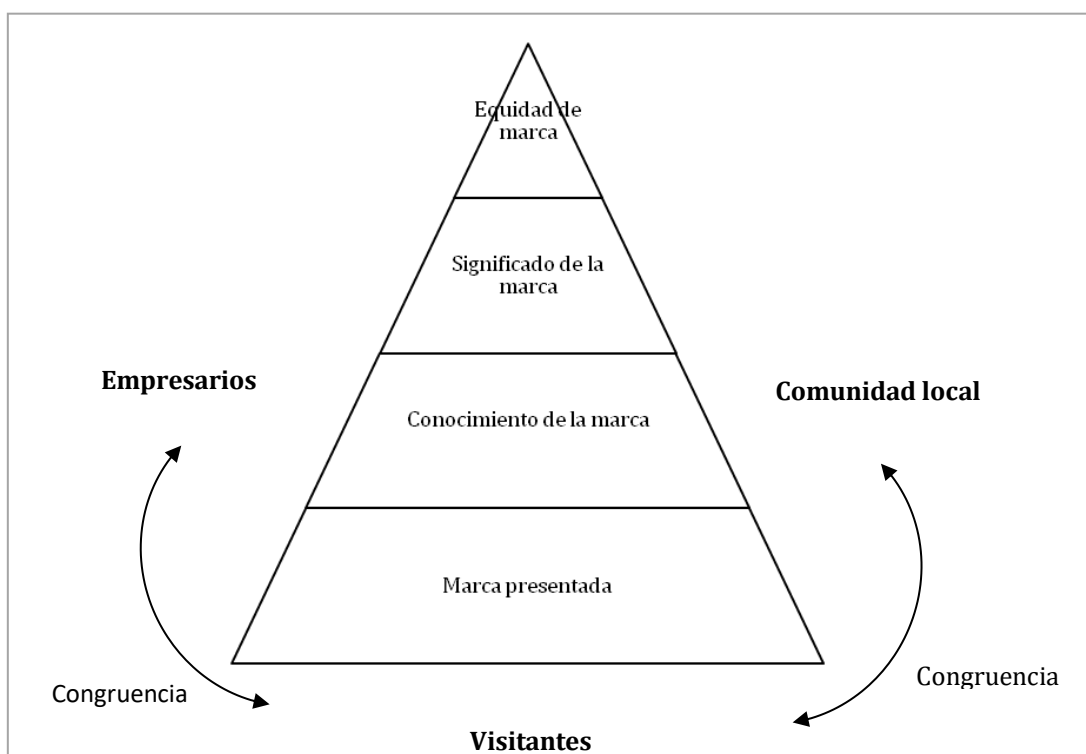 Equidad de
marca
Significado de la
marca
Empresarios
Comunidad local
Conocimiento de la marca
Marca presentada
Congruencia
Congruencia
Visitantes